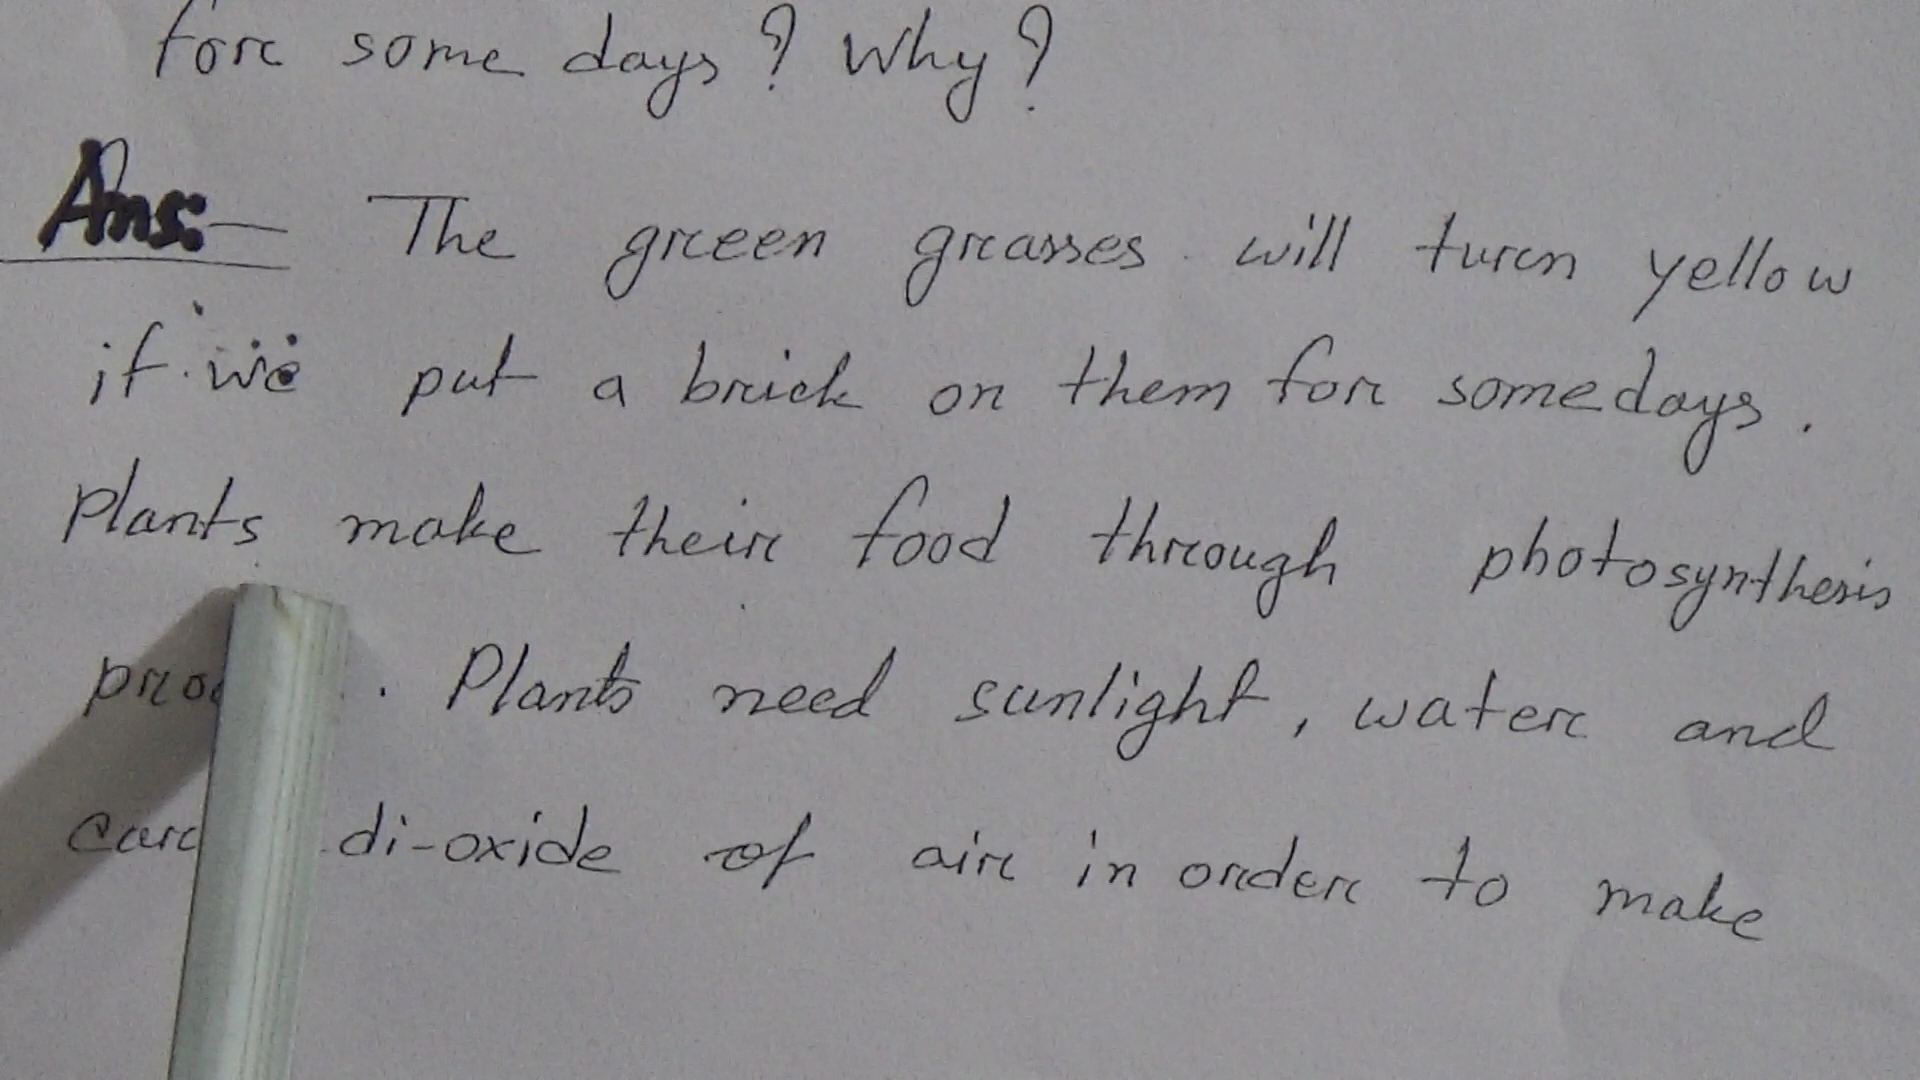 for some days? Why?
Ans:- The green grasses will turn yellow
if we put a brick on them for somedays.
Plants make their food through photosynthesis
. Plants need sunlight, water and
di-oxide of air in order to make